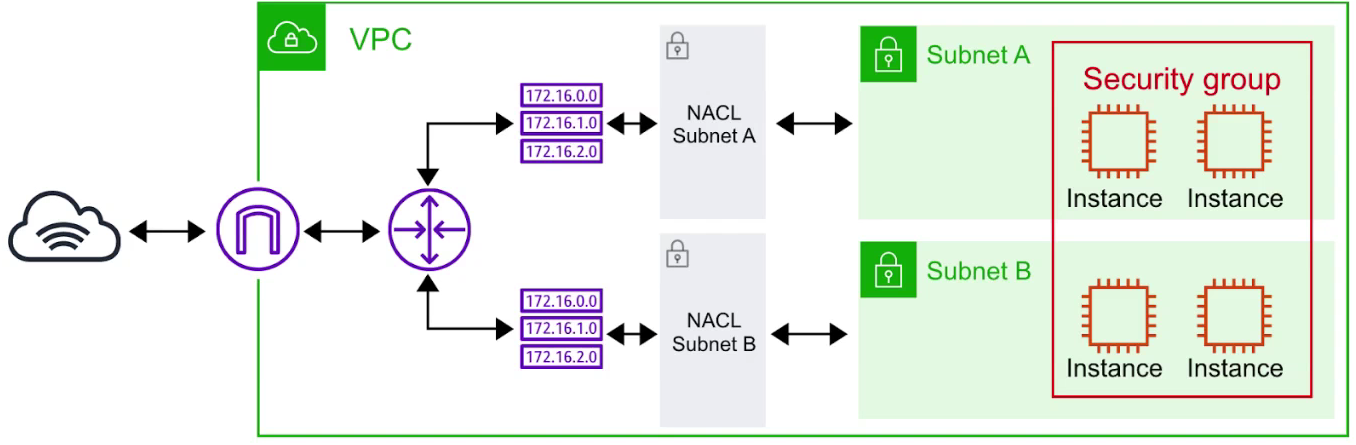 VPC
172.16.0.0
172.16.1.0
172.16.2.0
NACL
Subnet A
Subnet A
Security group
Instance Instance
172.16.0.0
172.16.1.0
172.16.2.0
NACL
Subnet B
Subnet B
Instance Instance